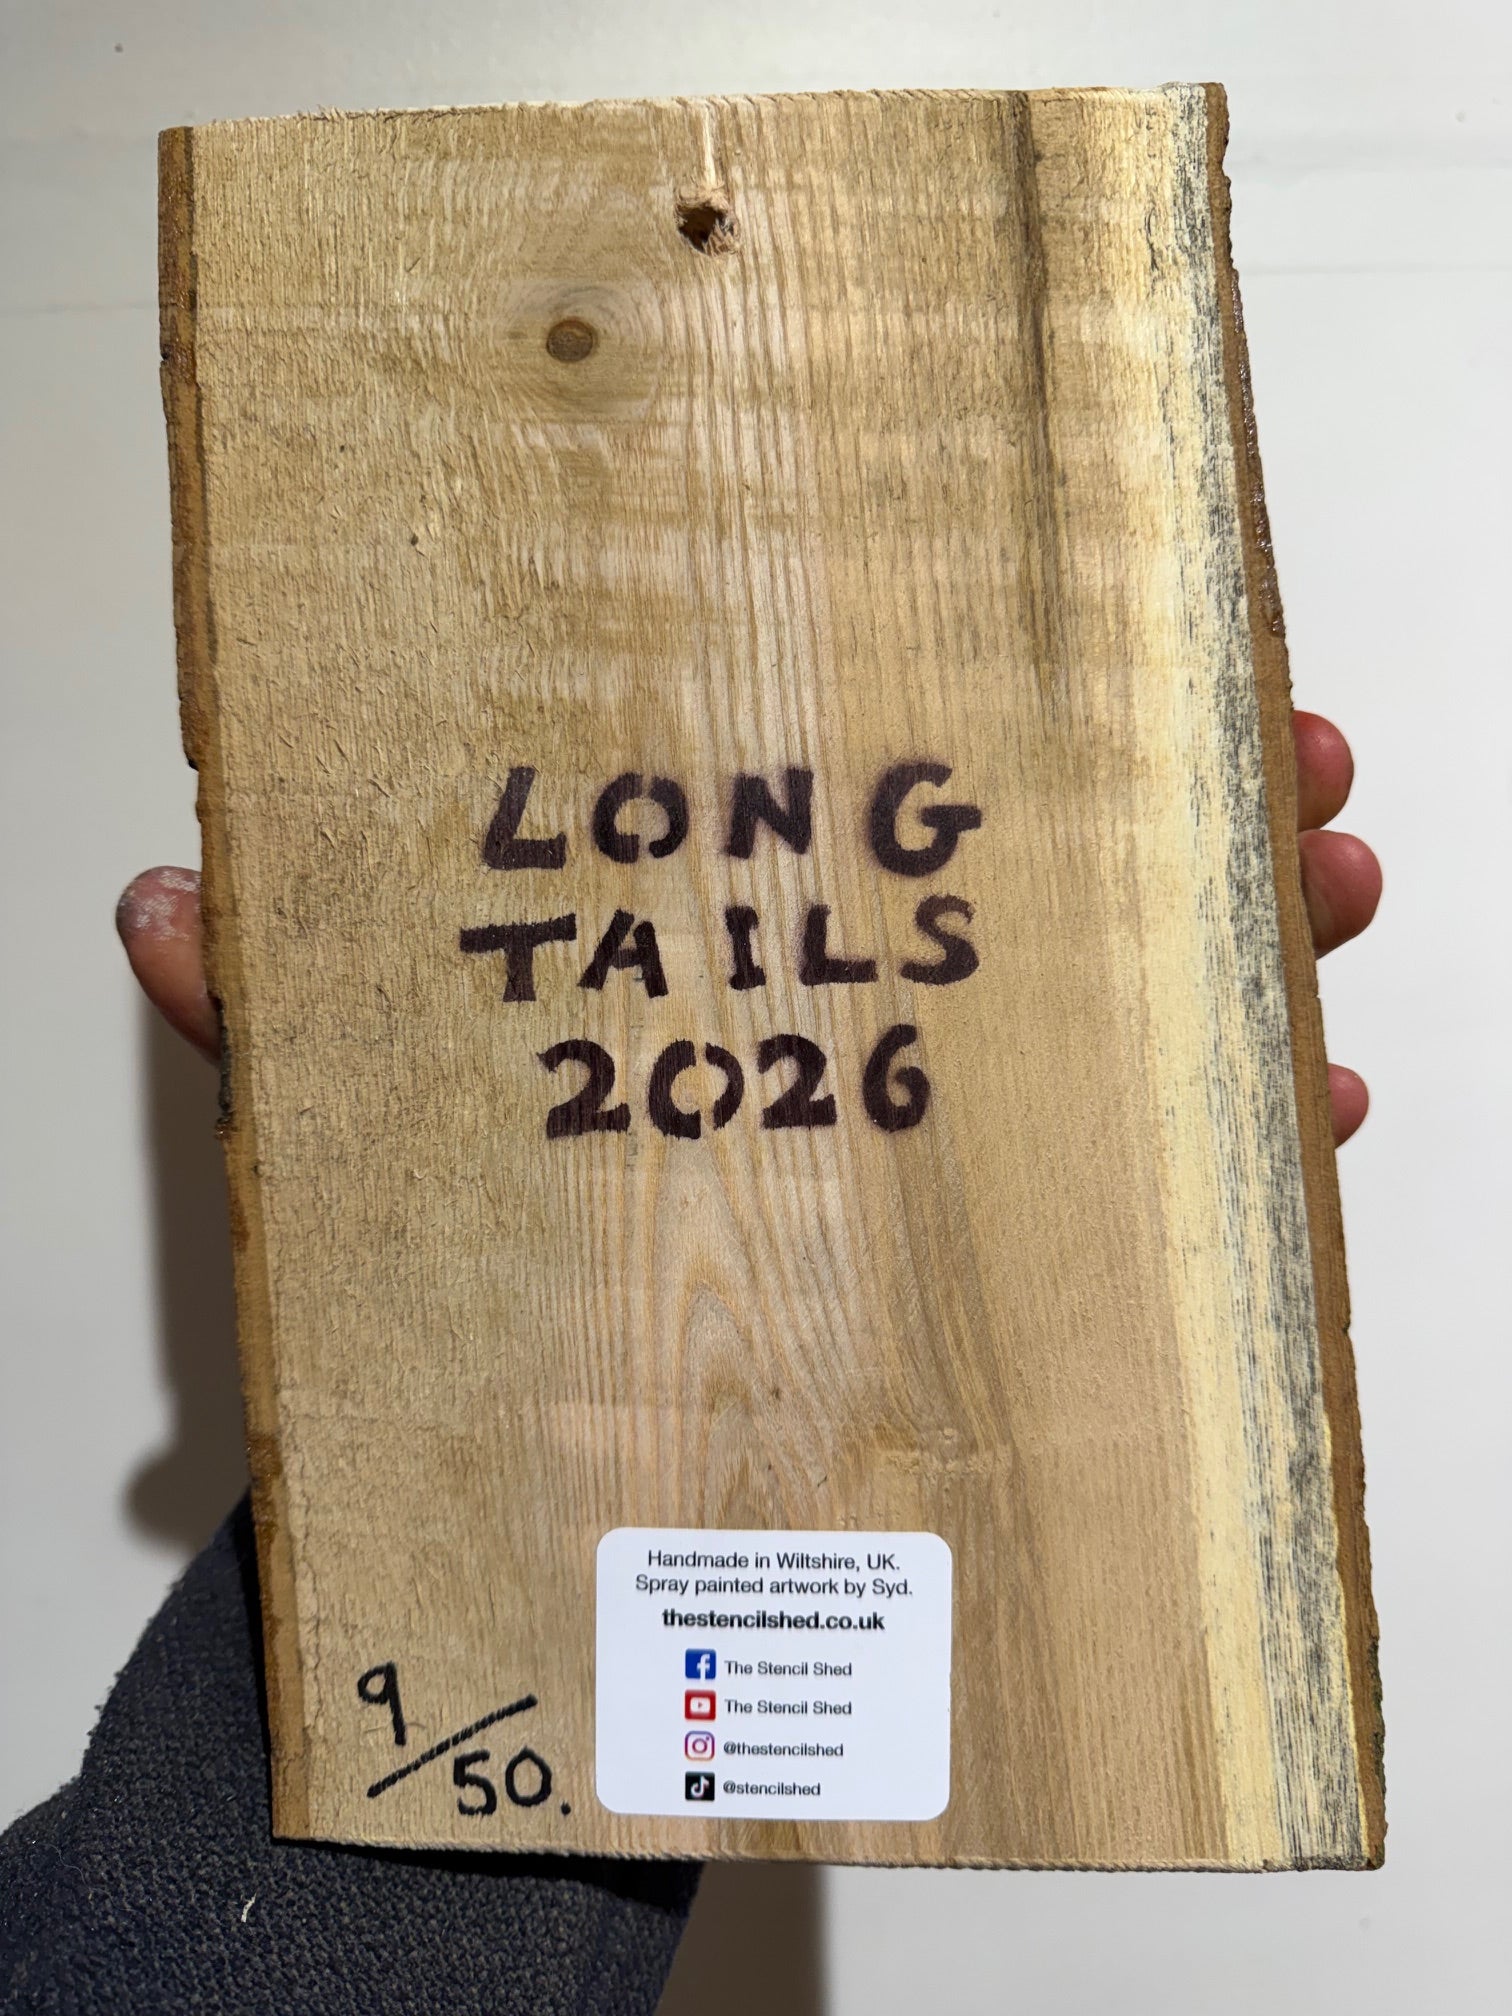 LONG
TAILS
2026
Handmade in Wiltshire, UK.
Spray painted artwork by Syd.
thestencilshed.co.uk
The Stencil Shed
The Stencil Shed
@thestencilshed
@stencilshed
9/50.